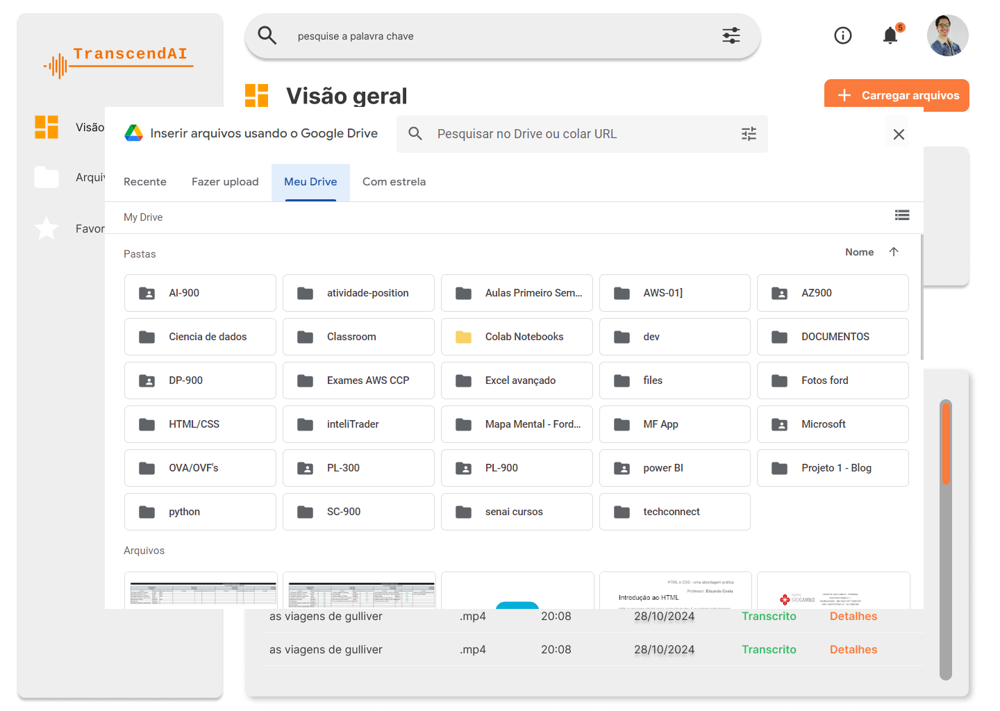 TranscendAI
pesquise a palavra chave
5
Visão geral
Carregar arquivos
Visão
Arqui
Favor
Inserir arquivos usando o Google Drive
Pesquisar no Drive ou colar URL
Recente
Fazer upload
Meu Drive
Com estrela
My Drive
Pastas
Nome
AI-900
atividade-position
Aulas Primeiro Sem...
AWS-01]
AZ900
Ciencia de dados
Classroom
Colab Notebooks
dev
DOCUMENTOS
DP-900
Exames AWS CCP
Excel avançado
files
Fotos ford
HTML/CSS
inteliTrader
Mapa Mental - Ford...
MF App
Microsoft
OVA/OVF's
PL-300
PL-900
power BI
Projeto 1 - Blog
python
SC-900
senai cursos
techconnect
Arquivos
HTML e CSS - uma abordagem prática
Professor: Eduardo Costa
Introdução ao HTML
SÃOCAMILO
as viagens de gulliver .mp4 20:08 28/10/2024 Transcrito Detalhes
as viagens de gulliver .mp4 20:08 28/10/2024 Transcrito Detalhes